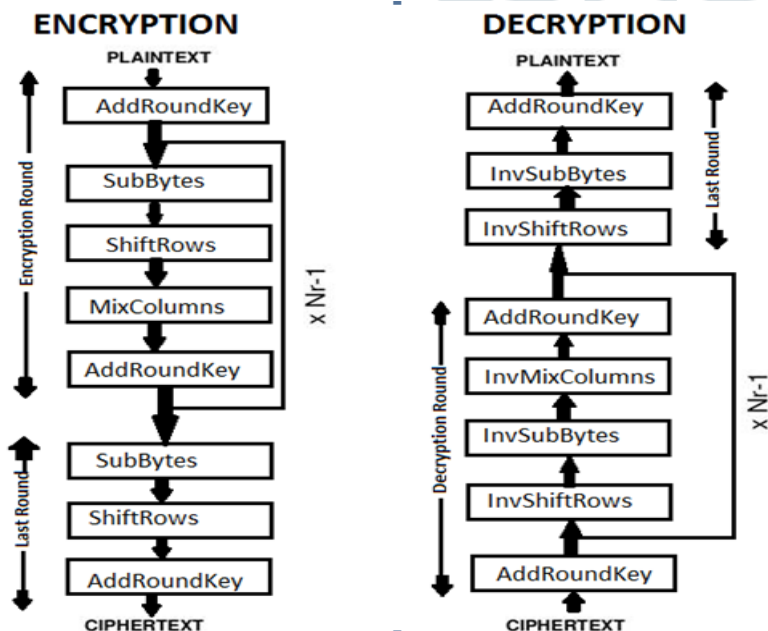 ENCRYPTION
PLAINTEXT
AddRoundKey
SubBytes
ShiftRows
MixColumns
AddRoundKey
SubBytes
ShiftRows
AddRoundKey
CIPHERTEXT
Encryption Round
Last Round
x Nr-1
DECRYPTION
PLAINTEXT
AddRoundKey
InvSubBytes
InvShiftRows
AddRoundKey
InvMixColumns
InvSubBytes
InvShiftRows
AddRoundKey
CIPHERTEXT
Last Round
Decryption Round
x Nr-1